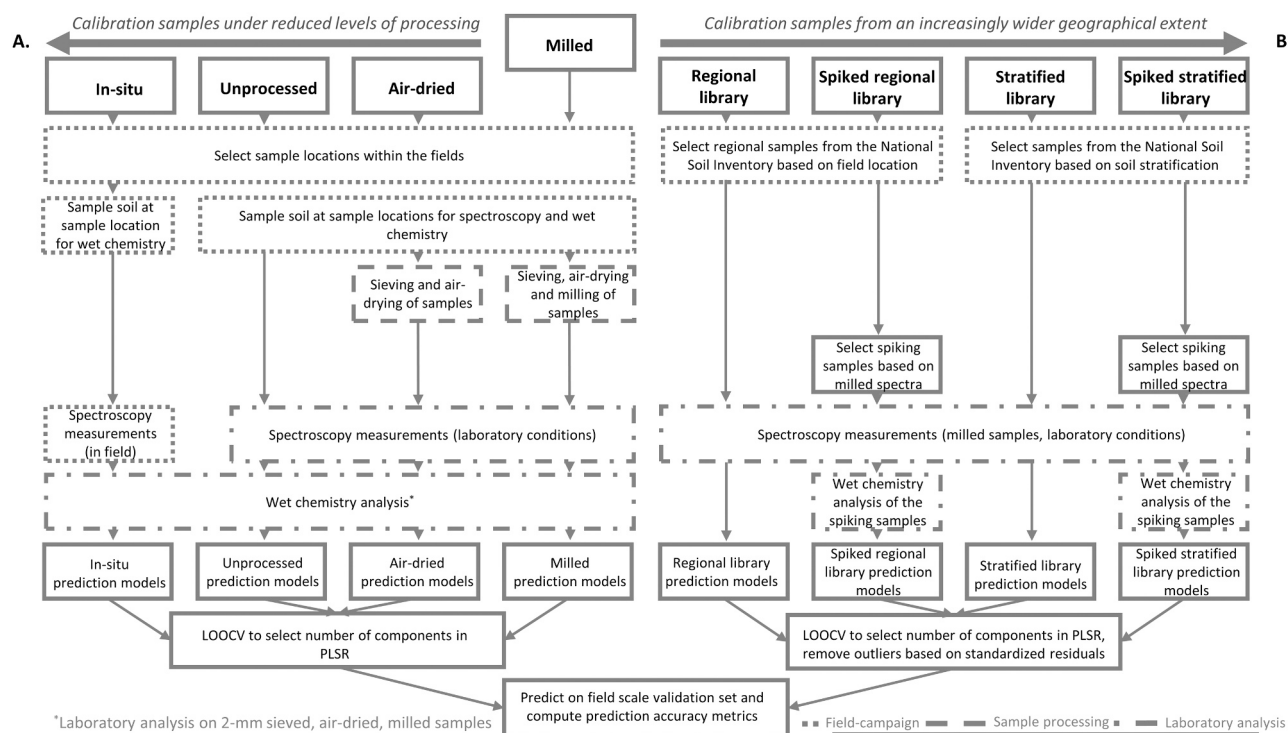 Calibration samples under reduced levels of processing
Calibration samples from an increasingly wider geographical extent
A.
B
Milled
In-situ
Unprocessed
Air-dried
Regional
library
Spiked regional
library
Stratified
library
Spiked stratified
library
Select sample locations within the fields
Select regional samples from the National
Soil Inventory based on field location
Select samples from the National Soil
Inventory based on soil stratification
Sample soil at
sample location
for wet chemistry
Sample soil at sample locations for spectroscopy and wet
chemistry
Sieving and air-
drying of samples
Sieving, air-drying
and milling of
samples
Select spiking
samples based on
milled spectra
Select spiking
samples based on
milled spectra
Spectroscopy
measurements
(in field)
Spectroscopy measurements (laboratory conditions)
Spectroscopy measurements (milled samples, laboratory conditions)
Wet chemistry analysis*
Wet chemistry
analysis of the
spiking samples
Wet chemistry
analysis of the
spiking samples
In-situ
prediction models
Unprocessed
prediction models
Air-dried
prediction models
Milled
prediction models
Regional library
prediction models
Spiked regional
library prediction
models
Stratified library
prediction models
Spiked stratified
library prediction
models
LOOCV to select number of components in
PLSR
LOOCV to select number of components in PLSR,
remove outliers based on standardized residuals
Predict on field scale validation set and
compute prediction accuracy metrics
*Laboratory analysis on 2-mm sieved, air-dried, milled samples
Field-campaign
Sample processing
Laboratory analysis